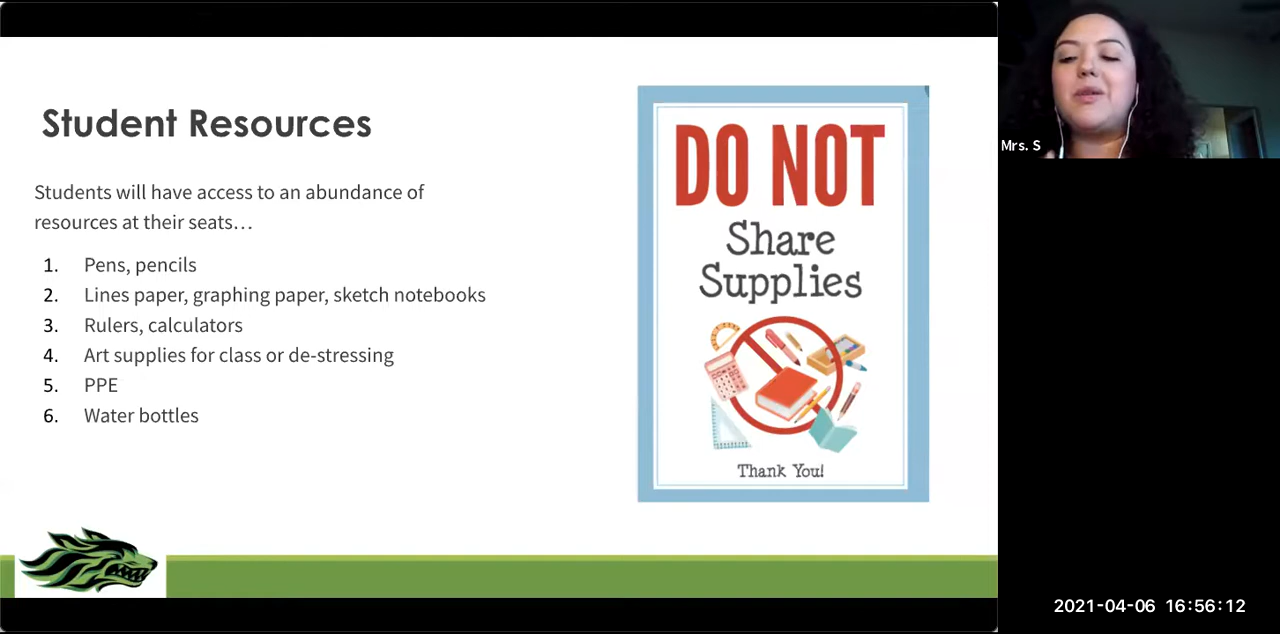 Student Resources
Students will have access to an abundance of
resources at their seats…
1. Pens, pencils
2. Lines paper, graphing paper, sketch notebooks
3. Rulers, calculators
4. Art supplies for class or de-stressing
5. PPE
6. Water bottles
DO NOT
Share
Supplies
Thank You!
Mrs. S
2021-04-06 16:56:12